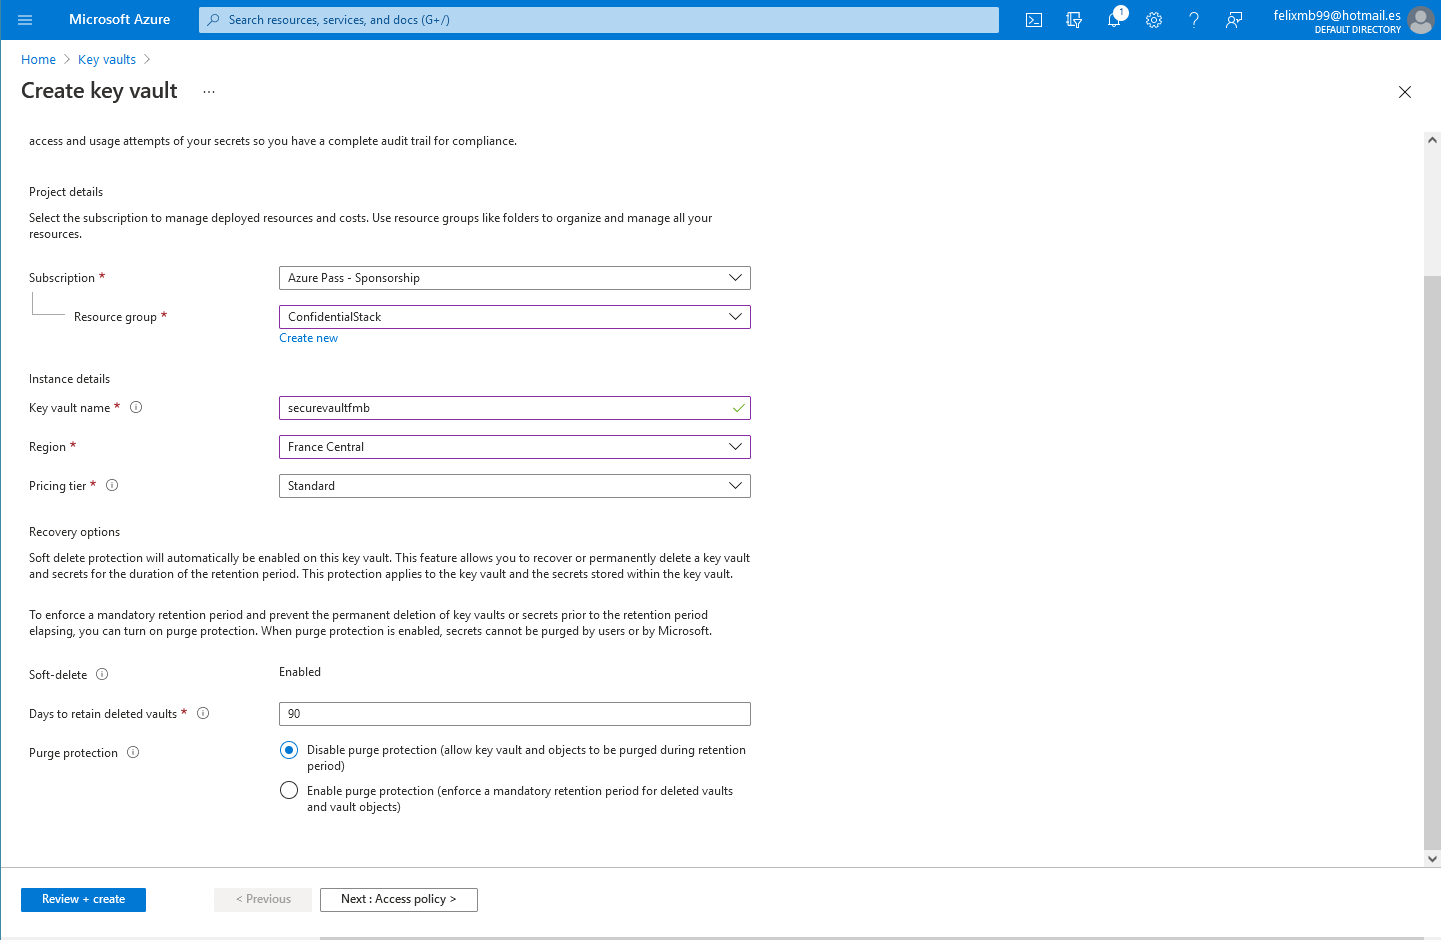 Microsoft Azure
Search resources, services, and docs (G+/)
1
felixmb99@hotmail.es
DEFAULT DIRECTORY
Home > Key vaults >
Create key vault ...
access and usage attempts of your secrets so you have a complete audit trail for compliance.
Project details
Select the subscription to manage deployed resources and costs. Use resource groups like folders to organize and manage all your
resources.
Subscription * Azure Pass - Sponsorship
Resource group * ConfidentialStack
Create new
Instance details
Key vault name * securevaultfmb
Region * France Central
Pricing tier * Standard
Recovery options
Soft delete protection will automatically be enabled on this key vault. This feature allows you to recover or permanently delete a key vault
and secrets for the duration of the retention period. This protection applies to the key vault and the secrets stored within the key vault.
To enforce a mandatory retention period and prevent the permanent deletion of key vaults or secrets prior to the retention period
elapsing, you can turn on purge protection. When purge protection is enabled, secrets cannot be purged by users or by Microsoft.
Soft-delete Enabled
Days to retain deleted vaults * 90
Purge protection
Disable purge protection (allow key vault and objects to be purged during retention
period)
Enable purge protection (enforce a mandatory retention period for deleted vaults
and vault objects)
Review + create
< Previous
Next : Access policy >